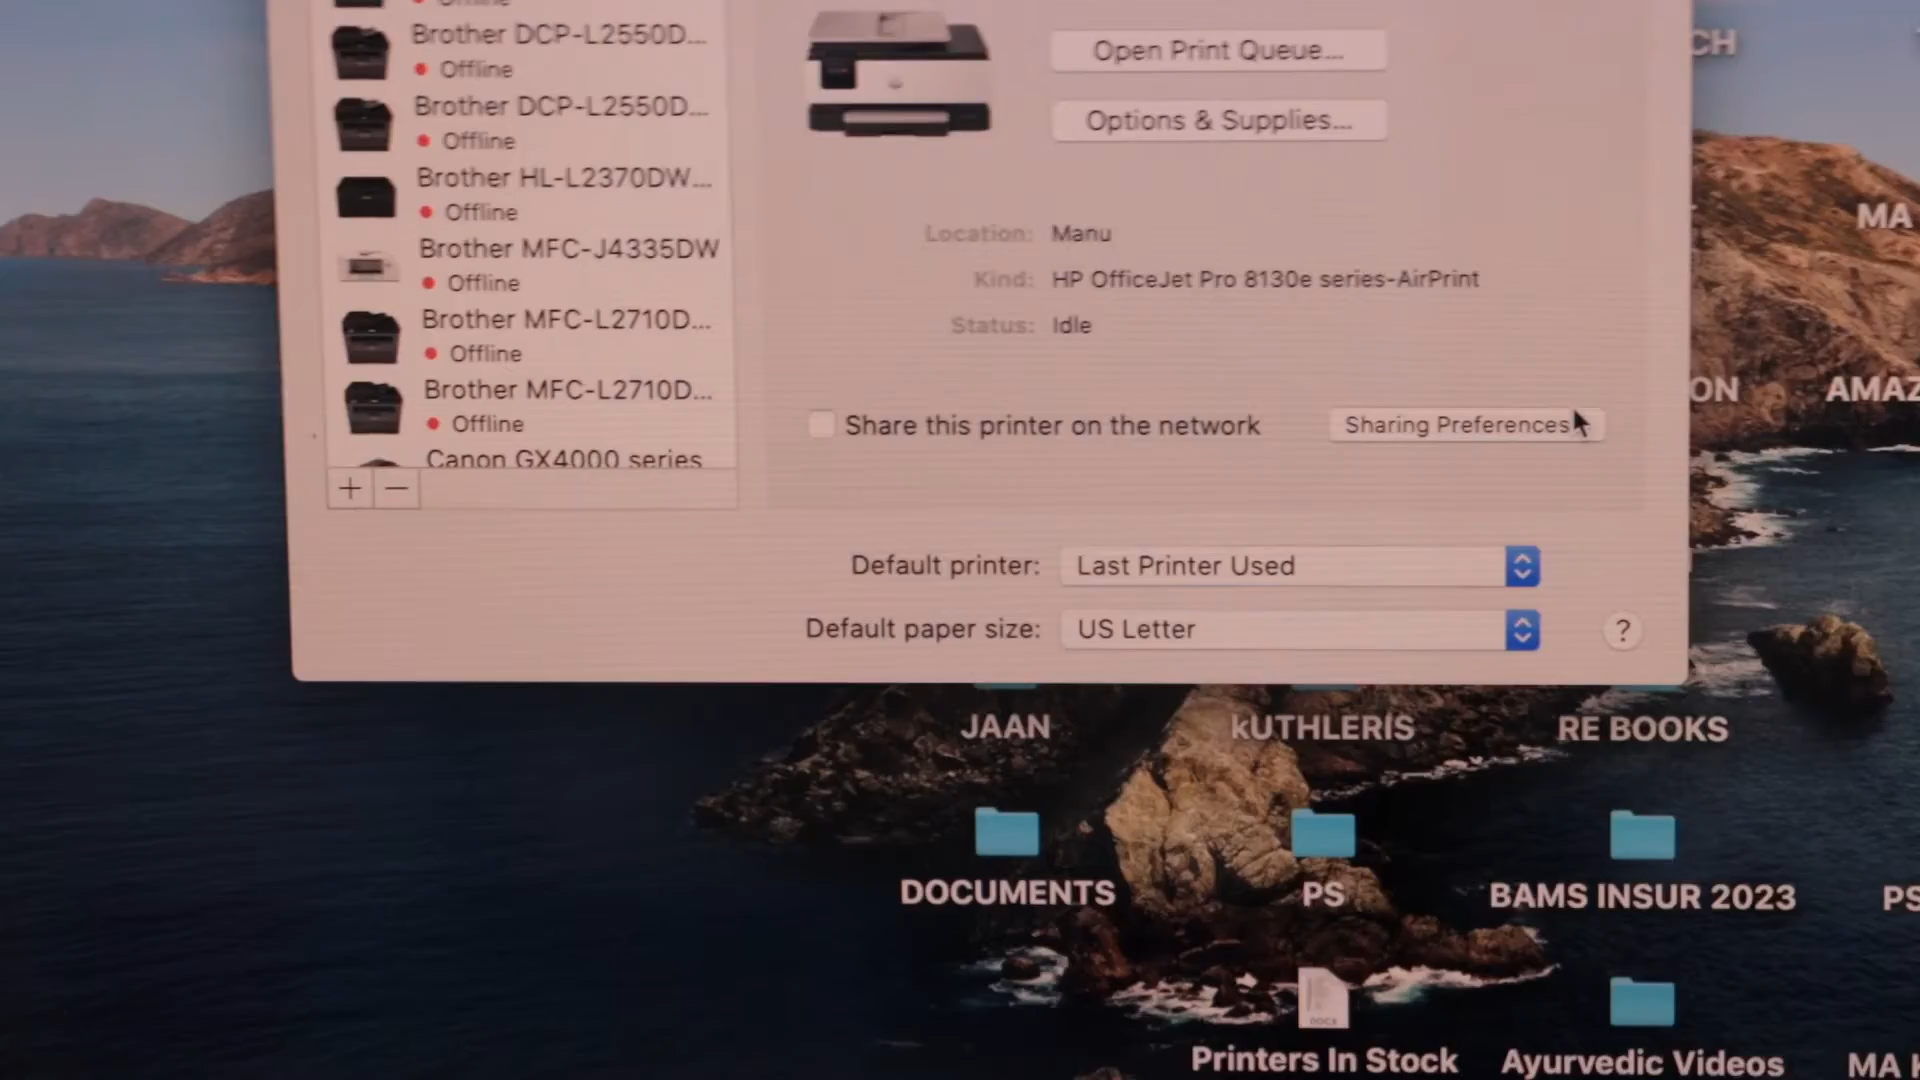 Offline
Brother DCP-L2550D...
Offline
Brother DCP-L2550D...
Offline
Brother HL-L2370DW...
Offline
Brother MFC-J4335DW
Offline
Brother MFC-L2710D...
Offline
Brother MFC-L2710D...
Offline
Canon GX4000 series
+ −
Open Print Queue...
Options & Supplies...
Location: Manu
Kind: HP OfficeJet Pro 8130e series-AirPrint
Status: Idle
Share this printer on the network
Sharing Preferences
Default printer: Last Printer Used
Default paper size: US Letter
?
CH
MA
ON
AMAZ
JAAN
kUTHLERIS
RE BOOKS
DOCUMENTS
PS
BAMS INSUR 2023
PS
DOCX
Printers In Stock
Ayurvedic Videos
MA